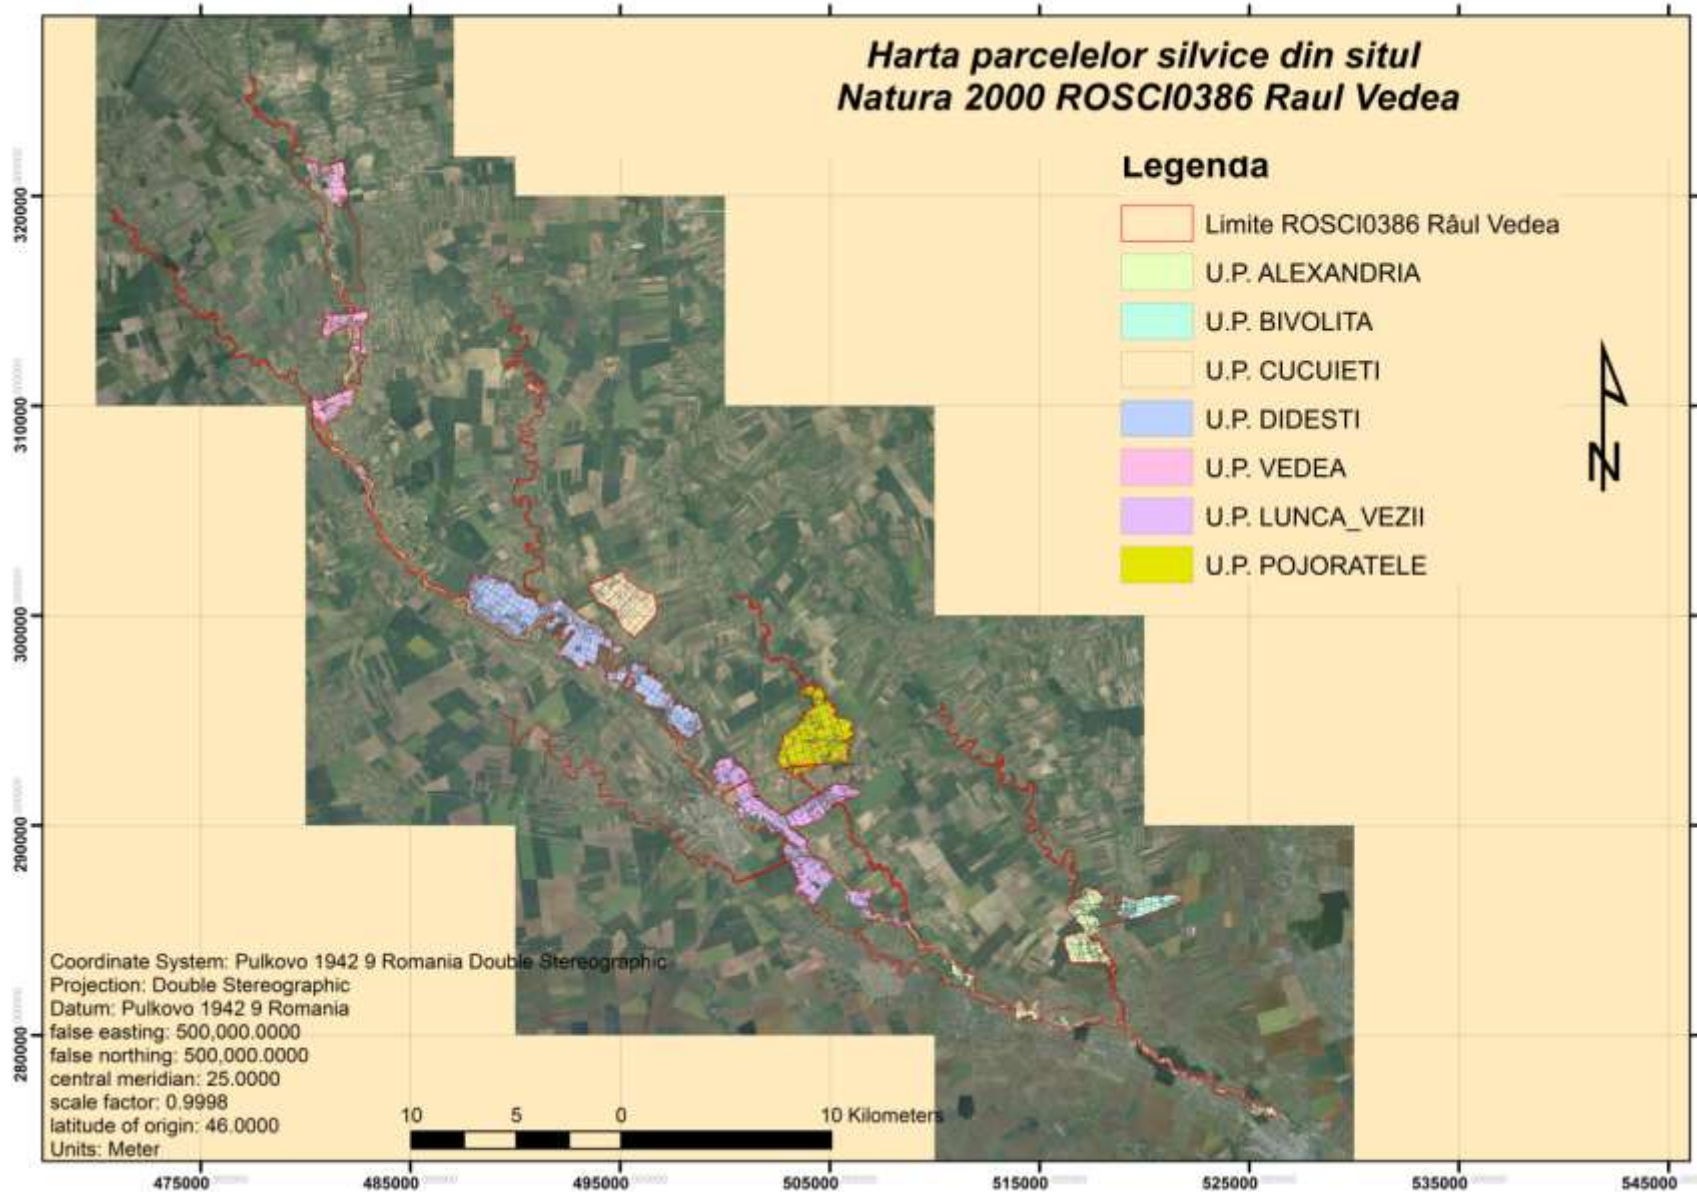 Harta parcelelor silvice din situl
Natura 2000 ROSCI0386 Raul Vedea
Legenda
Limite ROSCI0386 Râul Vedea
U.P. ALEXANDRIA
U.P. BIVOLITA
U.P. CUCUIETI
U.P. DIDESTI
U.P. VEDEA
U.P. LUNCA_VEZII
U.P. POJORATELE
N
320000
310000
300000
290000
280000
Coordinate System: Pulkovo 1942 9 Romania Double Stereographic
Projection: Double Stereographic
Datum: Pulkovo 1942 9 Romania
false easting: 500,000.0000
false northing: 500,000.0000
central meridian: 25.0000
scale factor: 0.9998
latitude of origin: 46.0000
Units: Meter
10 5 0 10 Kilometers
475000 485000 495000 505000 515000 525000 535000 545000